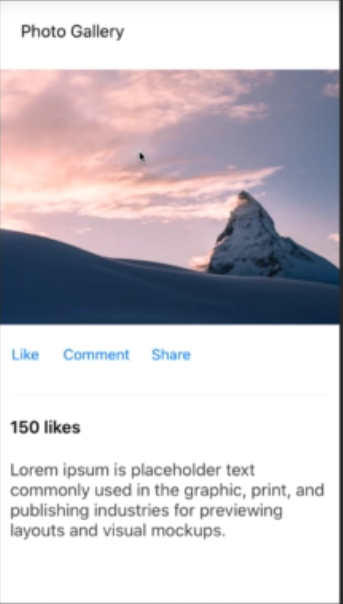 Photo Gallery
Like Comment Share
150 likes
Lorem ipsum is placeholder text
commonly used in the graphic, print, and
publishing industries for previewing
layouts and visual mockups.